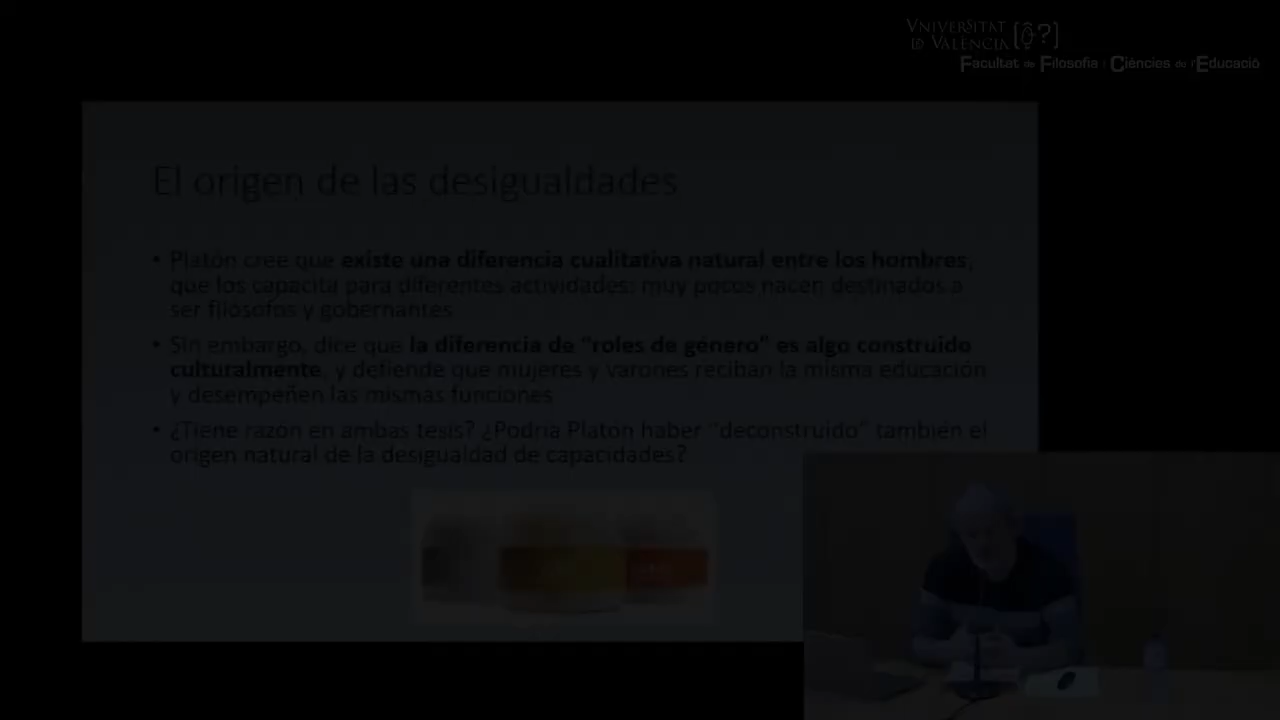 VNIVERSITAT
DE VALÈNCIA
Facultat de Filosofia i Ciències de l'Educació
El origen de las desigualdades
• Platón cree que existe una diferencia cualitativa natural entre los hombres,
que los capacita para diferentes actividades: muy pocos nacen destinados a
ser filósofos y gobernantes
• Sin embargo, dice que la diferencia de "roles de género" es algo construido
culturalmente, y defiende que mujeres y varones reciban la misma educación
y desempeñen las mismas funciones
• ¿Tiene razón en ambas tesis? ¿Podría Platón haber "deconstruido" también el
origen natural de la desigualdad de capacidades?